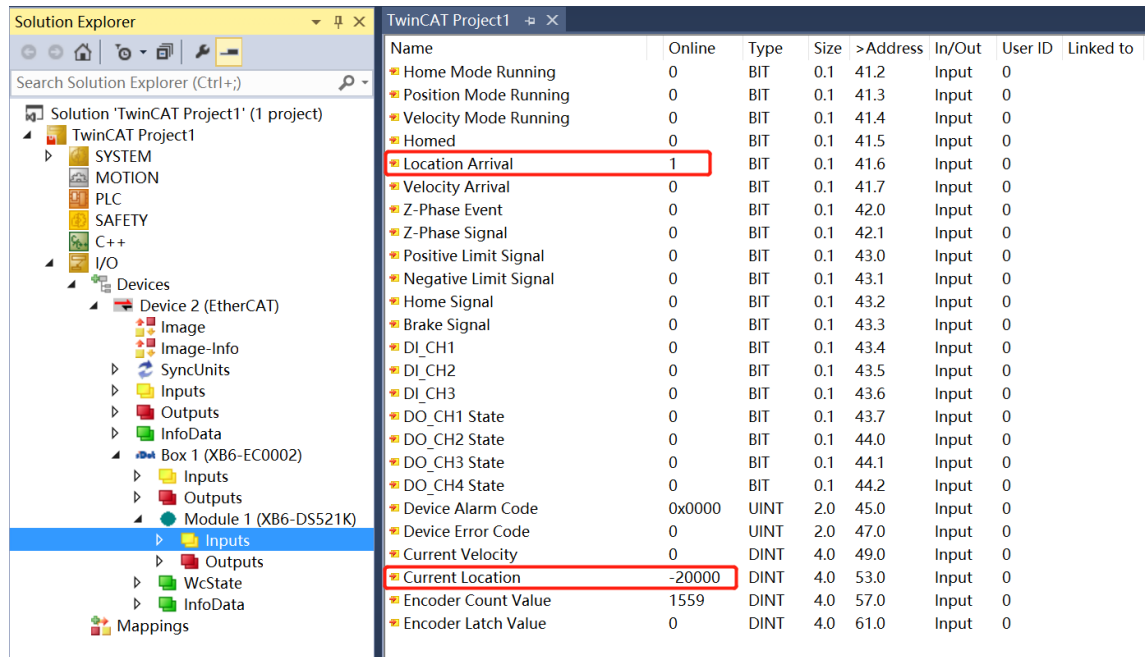 Solution Explorer
Search Solution Explorer (Ctrl+;)
Solution 'TwinCAT Project1' (1 project)
TwinCAT Project1
SYSTEM
MOTION
PLC
SAFETY
C++
I/O
Devices
Device 2 (EtherCAT)
Image
Image-Info
SyncUnits
Inputs
Outputs
InfoData
Box 1 (XB6-EC0002)
Inputs
Outputs
Module 1 (XB6-DS521K)
Inputs
Outputs
WcState
InfoData
Mappings
TwinCAT Project1
Name Online Type Size >Address In/Out User ID Linked to
Home Mode Running 0 BIT 0.1 41.2 Input 0
Position Mode Running 0 BIT 0.1 41.3 Input 0
Velocity Mode Running 0 BIT 0.1 41.4 Input 0
Homed 0 BIT 0.1 41.5 Input 0
Location Arrival 1 BIT 0.1 41.6 Input 0
Velocity Arrival 0 BIT 0.1 41.7 Input 0
Z-Phase Event 0 BIT 0.1 42.0 Input 0
Z-Phase Signal 0 BIT 0.1 42.1 Input 0
Positive Limit Signal 0 BIT 0.1 43.0 Input 0
Negative Limit Signal 0 BIT 0.1 43.1 Input 0
Home Signal 0 BIT 0.1 43.2 Input 0
Brake Signal 0 BIT 0.1 43.3 Input 0
DI_CH1 0 BIT 0.1 43.4 Input 0
DI_CH2 0 BIT 0.1 43.5 Input 0
DI_CH3 0 BIT 0.1 43.6 Input 0
DO_CH1 State 0 BIT 0.1 43.7 Input 0
DO_CH2 State 0 BIT 0.1 44.0 Input 0
DO_CH3 State 0 BIT 0.1 44.1 Input 0
DO_CH4 State 0 BIT 0.1 44.2 Input 0
Device Alarm Code 0x0000 UINT 2.0 45.0 Input 0
Device Error Code 0 UINT 2.0 47.0 Input 0
Current Velocity 0 DINT 4.0 49.0 Input 0
Current Location -20000 DINT 4.0 53.0 Input 0
Encoder Count Value 1559 DINT 4.0 57.0 Input 0
Encoder Latch Value 0 DINT 4.0 61.0 Input 0